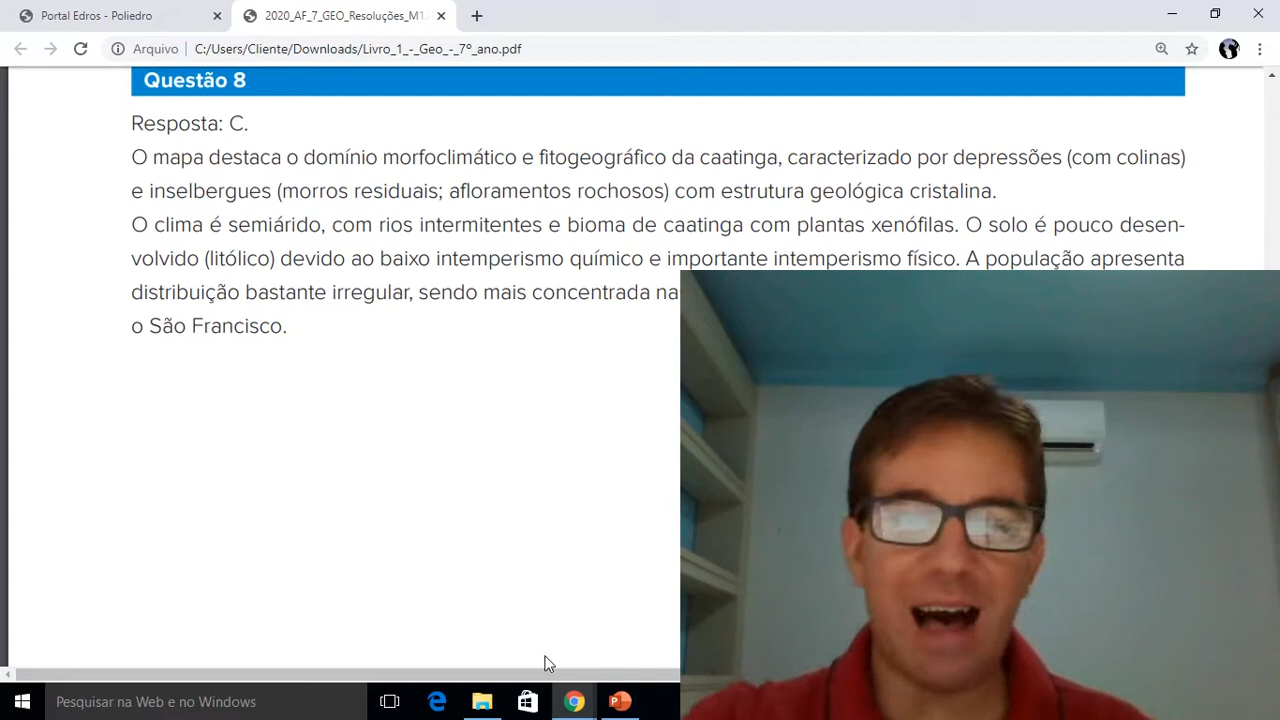 Portal Edros - Poliedro
2020_AF_7_GEO_Resoluções_M1
Arquivo
C:/Users/Cliente/Downloads/Livro_1_-_Geo_-_7º_ano.pdf
Questão 8
Resposta: C.
O mapa destaca o domínio morfoclimático e fitogeográfico da caatinga, caracterizado por depressões (com colinas)
e inselbergues (morros residuais; afloramentos rochosos) com estrutura geológica cristalina.
O clima é semiárido, com rios intermitentes e bioma de caatinga com plantas xenófilas. O solo é pouco desen-
volvido (litólico) devido ao baixo intemperismo químico e importante intemperismo físico. A população apresenta
distribuição bastante irregular, sendo mais concentrada na
o São Francisco.
Pesquisar na Web e no Windows